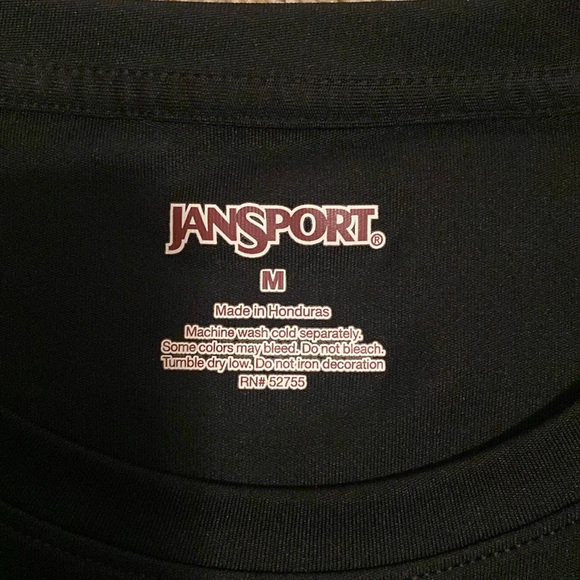 JANSPORT®
M
Made in Honduras
Machine wash cold separately.
Some colors may bleed. Do not bleach.
Tumble dry low. Do not iron decoration
RN# 52755